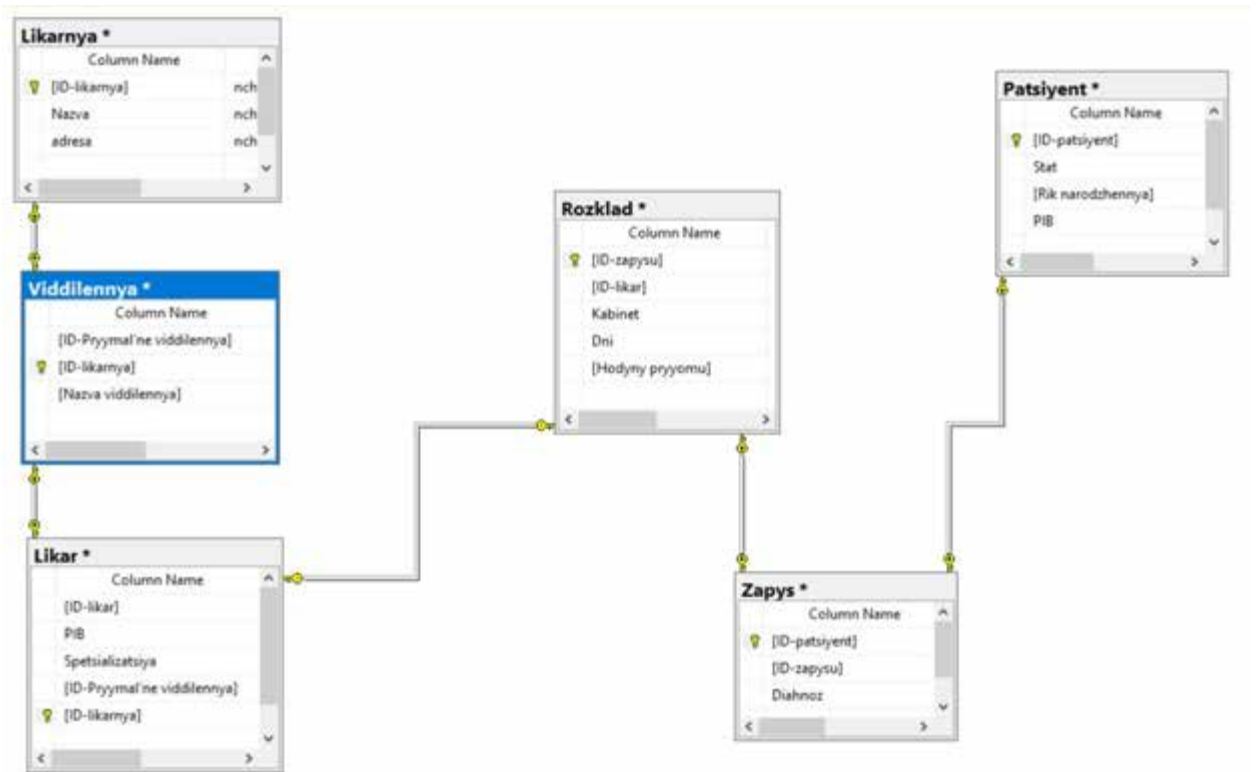 Likarnya *
Column Name
[ID-likarnya] nch
Nazva nch
adresa nch
Viddilennya *
Column Name
[ID-Pryymal'ne viddilennya]
[ID-likarnya]
[Nazva viddilennya]
Likar *
Column Name
[ID-likar]
PIB
Spetsializatsiya
[ID-Pryymal'ne viddilennya]
[ID-likarnya]
Rozklad *
Column Name
[ID-zapysu]
[ID-likar]
Kabinet
Dni
[Hodyny pryyomu]
Patsiyent *
Column Name
[ID-patsiyent]
Stat
[Rik narodzhennya]
PIB
Zapys *
Column Name
[ID-patsiyent]
[ID-zapysu]
Diahnoz